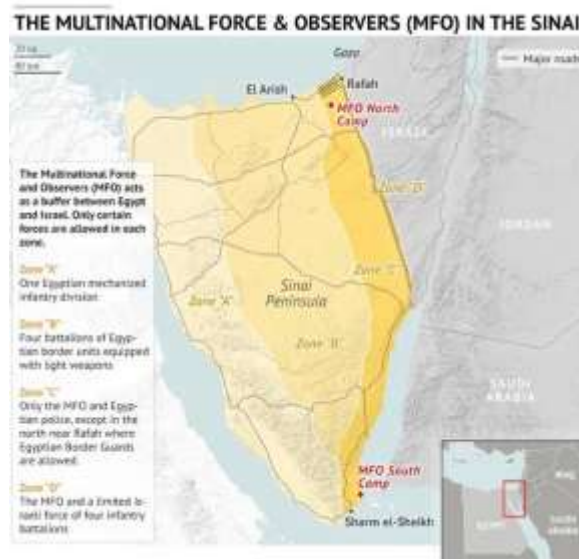 THE MULTINATIONAL FORCE & OBSERVERS (MFO) IN THE SINAI
Gaza
Major roads
El Arish
Rafah
MFO North
Camp
ISRAEL
The Multinational Force
and Observers (MFO) acts
as a buffer between Egypt
and Israel. Only certain
forces are allowed in each
zone.
Zone "D"
JORDAN
Zone "A"
One Egyptian mechanized
infantry division
Zone "C"
Sinai
Peninsula
Zone "A"
Zone "B"
Four battalions of Egyp-
tian border units equipped
with light weapons
Zone "B"
Zone "C"
Only the MFO and Egyp-
tian police, except in the
north near Rafah where
Egyptian Border Guards
are allowed.
SAUDI
ARABIA
Zone "D"
The MFO and a limited Is-
raeli force of four infantry
battalions
MFO South
Camp
Sharm el-Sheikh
Iraq
EGYPT
Saudi
Arabia